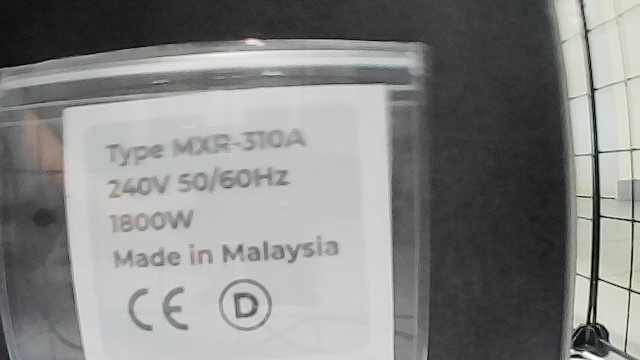 Type MXR-310A
240V 50/60Hz
1800W
Made in Malaysia
CE D